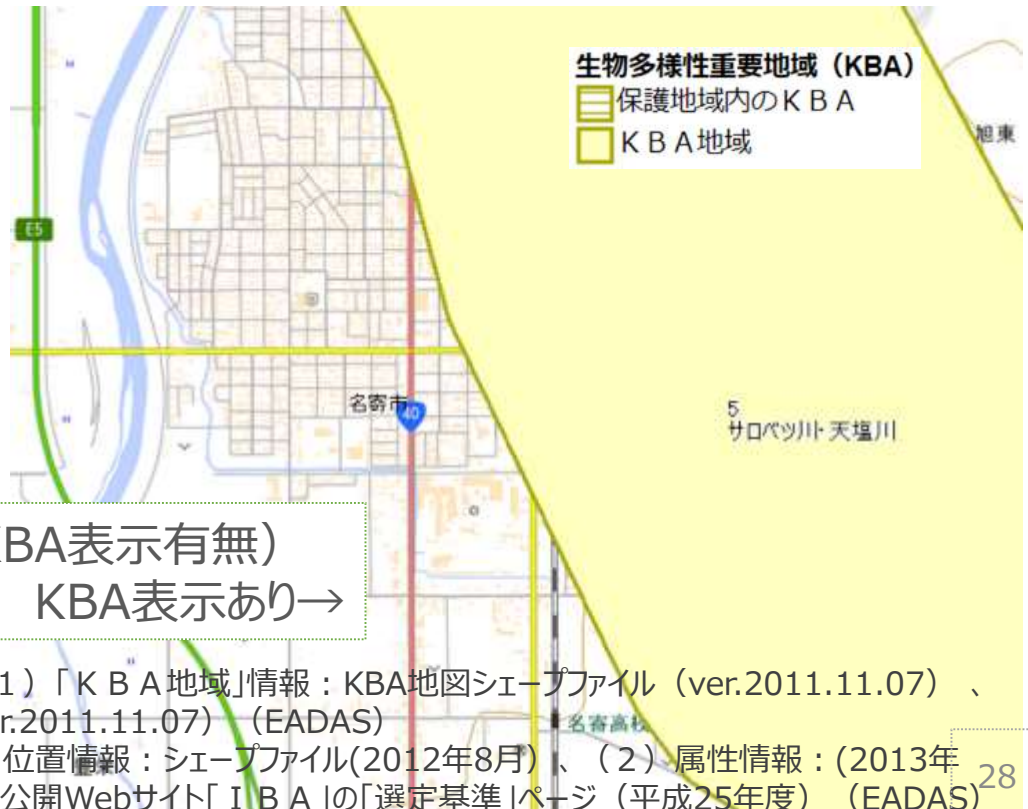 生物多様性重要地域（KBA）
保護地域内のＫＢＡ
ＫＢＡ地域
旭東
E5
名寄市
40
5
サロベツ川・天塩川
KBA表示有無）
KBA表示あり→
1）「ＫＢＡ地域」情報：KBA地図シェープファイル（ver.2011.11.07）、
r.2011.11.07）（EADAS）
名寄高校
位置情報：シェープファイル(2012年8月）、（2）属性情報：(2013年
公開Webサイト「ＩＢＡ」の「選定基準」ページ（平成25年度）（EADAS）
28